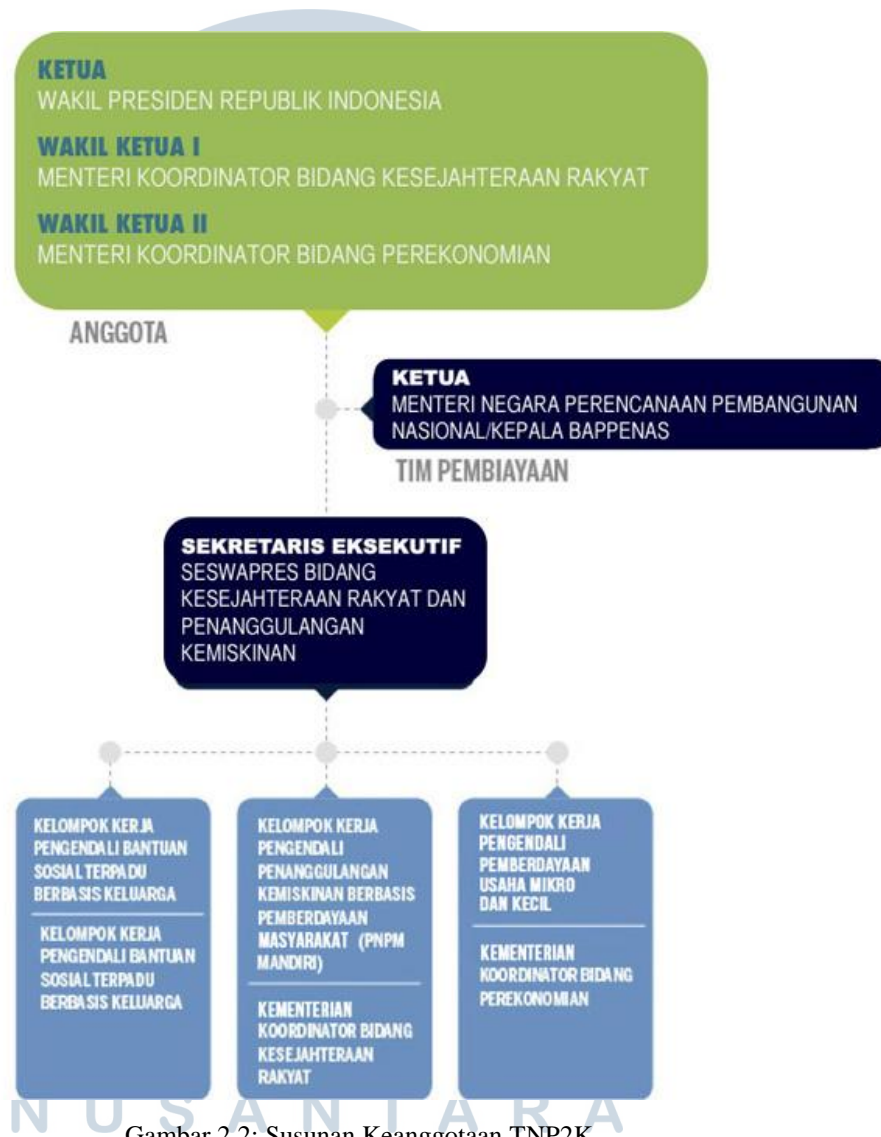 KETUA
WAKIL PRESIDEN REPUBLIK INDONESIA
WAKIL KETUA I
MENTERI KOORDINATOR BIDANG KESEJAHTERAAN RAKYAT
WAKIL KETUA II
MENTERI KOORDINATOR BIDANG PEREKONOMIAN
ANGGOTA
KETUA
MENTERI NEGARA PERENCANAAN PEMBANGUNAN
NASIONAL/KEPALA BAPPENAS
TIM PEMBIAYAAN
SEKRETARIS EKSEKUTIF
SESWAPRES BIDANG
KESEJAHTERAAN RAKYAT DAN
PENANGGULANGAN
KEMISKINAN
KELOMPOK KERJA
PENGENDALI BANTUAN
SOSIAL TERPADU
BERBASIS KELUARGA
KELOMPOK KERJA
PENGENDALI BANTUAN
SOSIAL TERPADU
BERBASIS KELUARGA
KELOMPOK KERJA
PENGENDALI
PENANGGULANGAN
KEMISKINAN BERBASIS
PEMBERDAYAAN
MASYARAKAT (PNPM
MANDIRI)
KEMENTERIAN
KOORDINATOR BIDANG
KESEJAHTERAAN
RAKYAT
KELOMPOK KERJA
PENGENDALI
PEMBERDAYAAN
USAHA MIKRO
DAN KECIL
KEMENTERIAN
KOORDINATOR BIDANG
PEREKONOMIAN
NUSANTARA
Gambar 2.2: Susunan Keanggotaan TNP2K